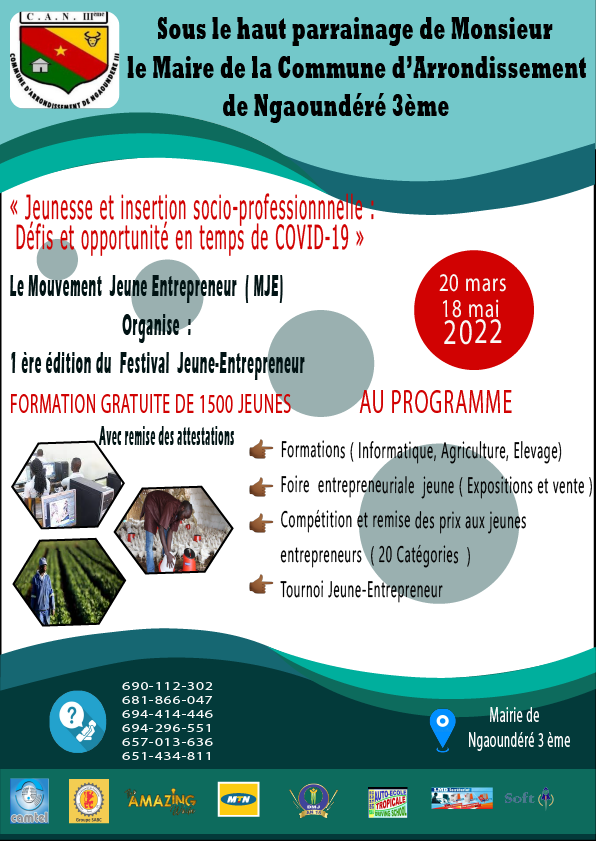 C. A. N. IIIème
COMMUNE D'ARRONDISSEMENT DE NGAOUNDERE III
Sous le haut parrainage de Monsieur
le Maire de la Commune d'Arrondissement
de Ngaoundéré 3ème
« Jeunesse et insertion socio-professionnnelle :
Défis et opportunité en temps de COVID-19 »
Le Mouvement Jeune Entrepreneur ( MJE)
Organise :
1 ère édition du Festival Jeune-Entrepreneur
20 mars
18 mai
2022
FORMATION GRATUITE DE 1500 JEUNES
Avec remise des attestations
AU PROGRAMME
Formations ( Informatique, Agriculture, Elevage)
Foire entrepreneuriale jeune ( Expositions et vente )
Compétition et remise des prix aux jeunes
entrepreneurs ( 20 Catégories )
Tournoi Jeune-Entrepreneur
690-112-302
681-866-047
694-414-446
694-296-551
657-013-636
651-434-811
Mairie de
Ngaoundéré 3 ème
camtel
Groupe SABC
AMAZING
MTN
AUTO-ECOLE
TROPICALE
DRIVING SCHOOL
LMD
Soft